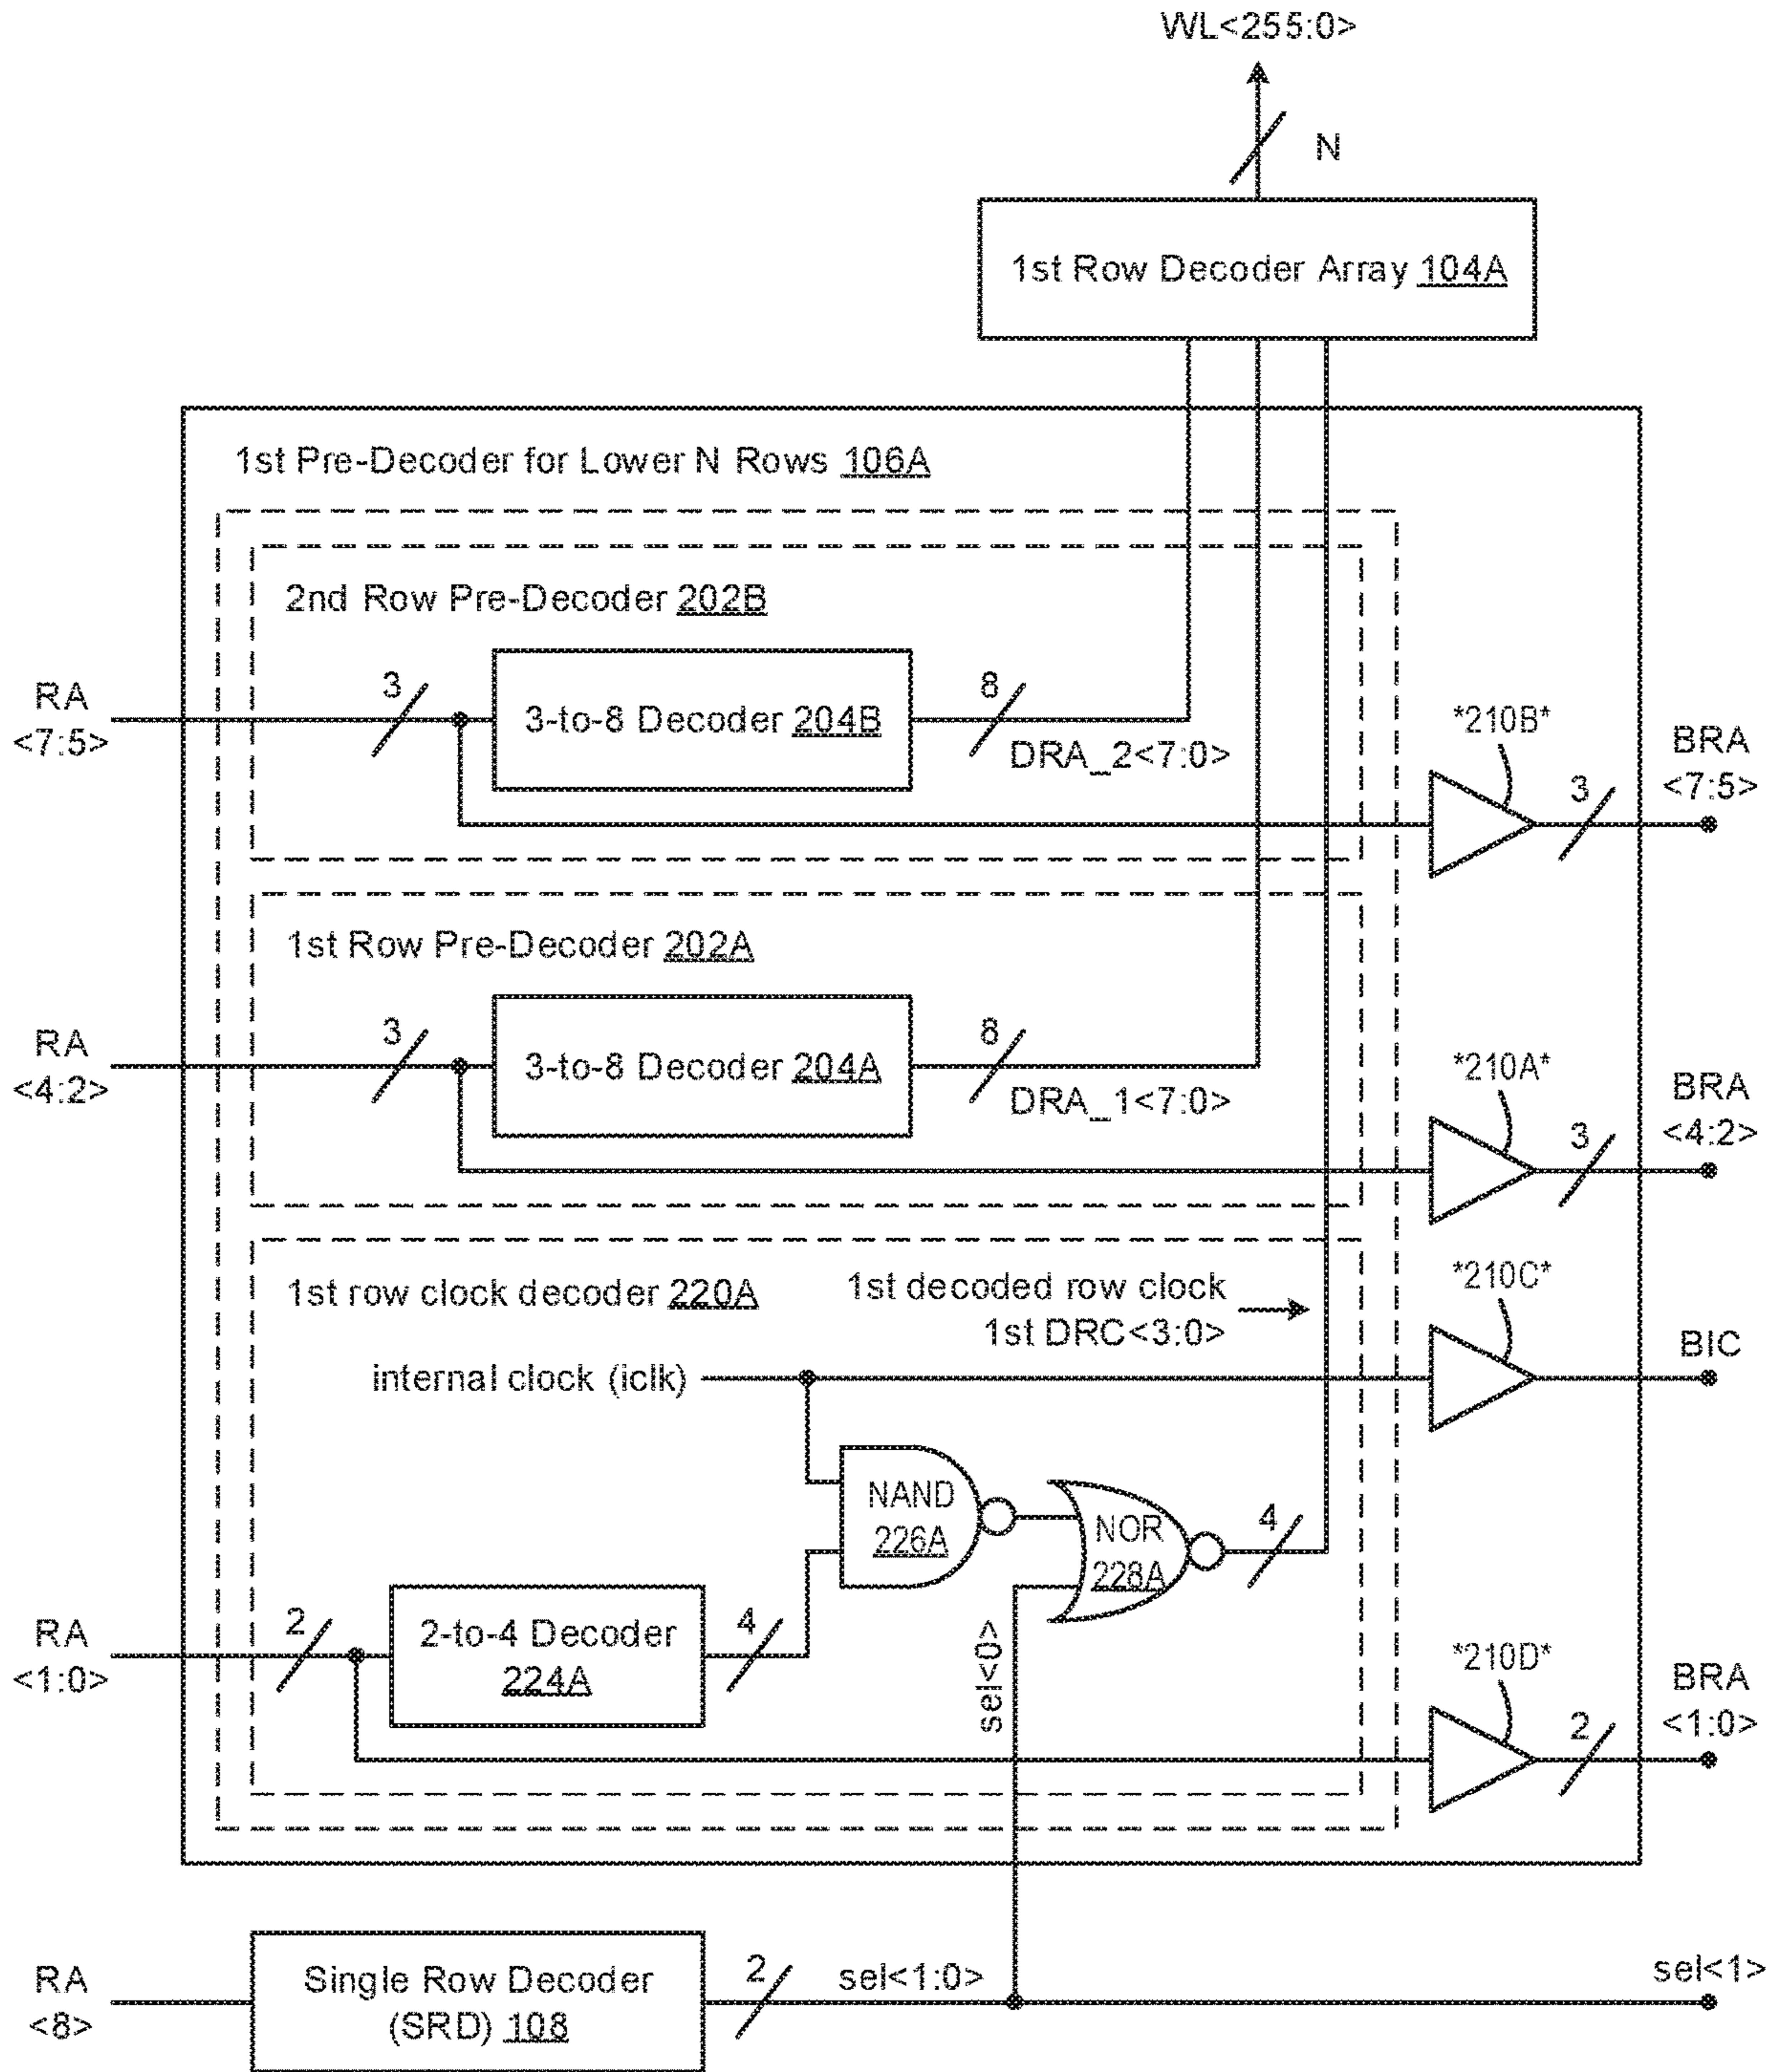 WL<255:0>
N
1st Row Decoder Array 104A
1st Pre-Decoder for Lower N Rows 106A
2nd Row Pre-Decoder 202B
RA
<7:5>
3
3-to-8 Decoder 204B
8
DRA_2<7:0>
*210B*
3
BRA
<7:5>
1st Row Pre-Decoder 202A
RA
<4:2>
3
3-to-8 Decoder 204A
8
DRA_1<7:0>
*210A*
3
BRA
<4:2>
1st row clock decoder 220A
1st decoded row clock
1st DRC<3:0>
*210C*
BIC
internal clock (iclk)
NAND
226A
NOR
228A
4
RA
<1:0>
2
2-to-4 Decoder
224A
4
sel<0>
*210D*
2
BRA
<1:0>
RA
<8>
Single Row Decoder
(SRD) 108
2
sel<1:0>
sel<1>